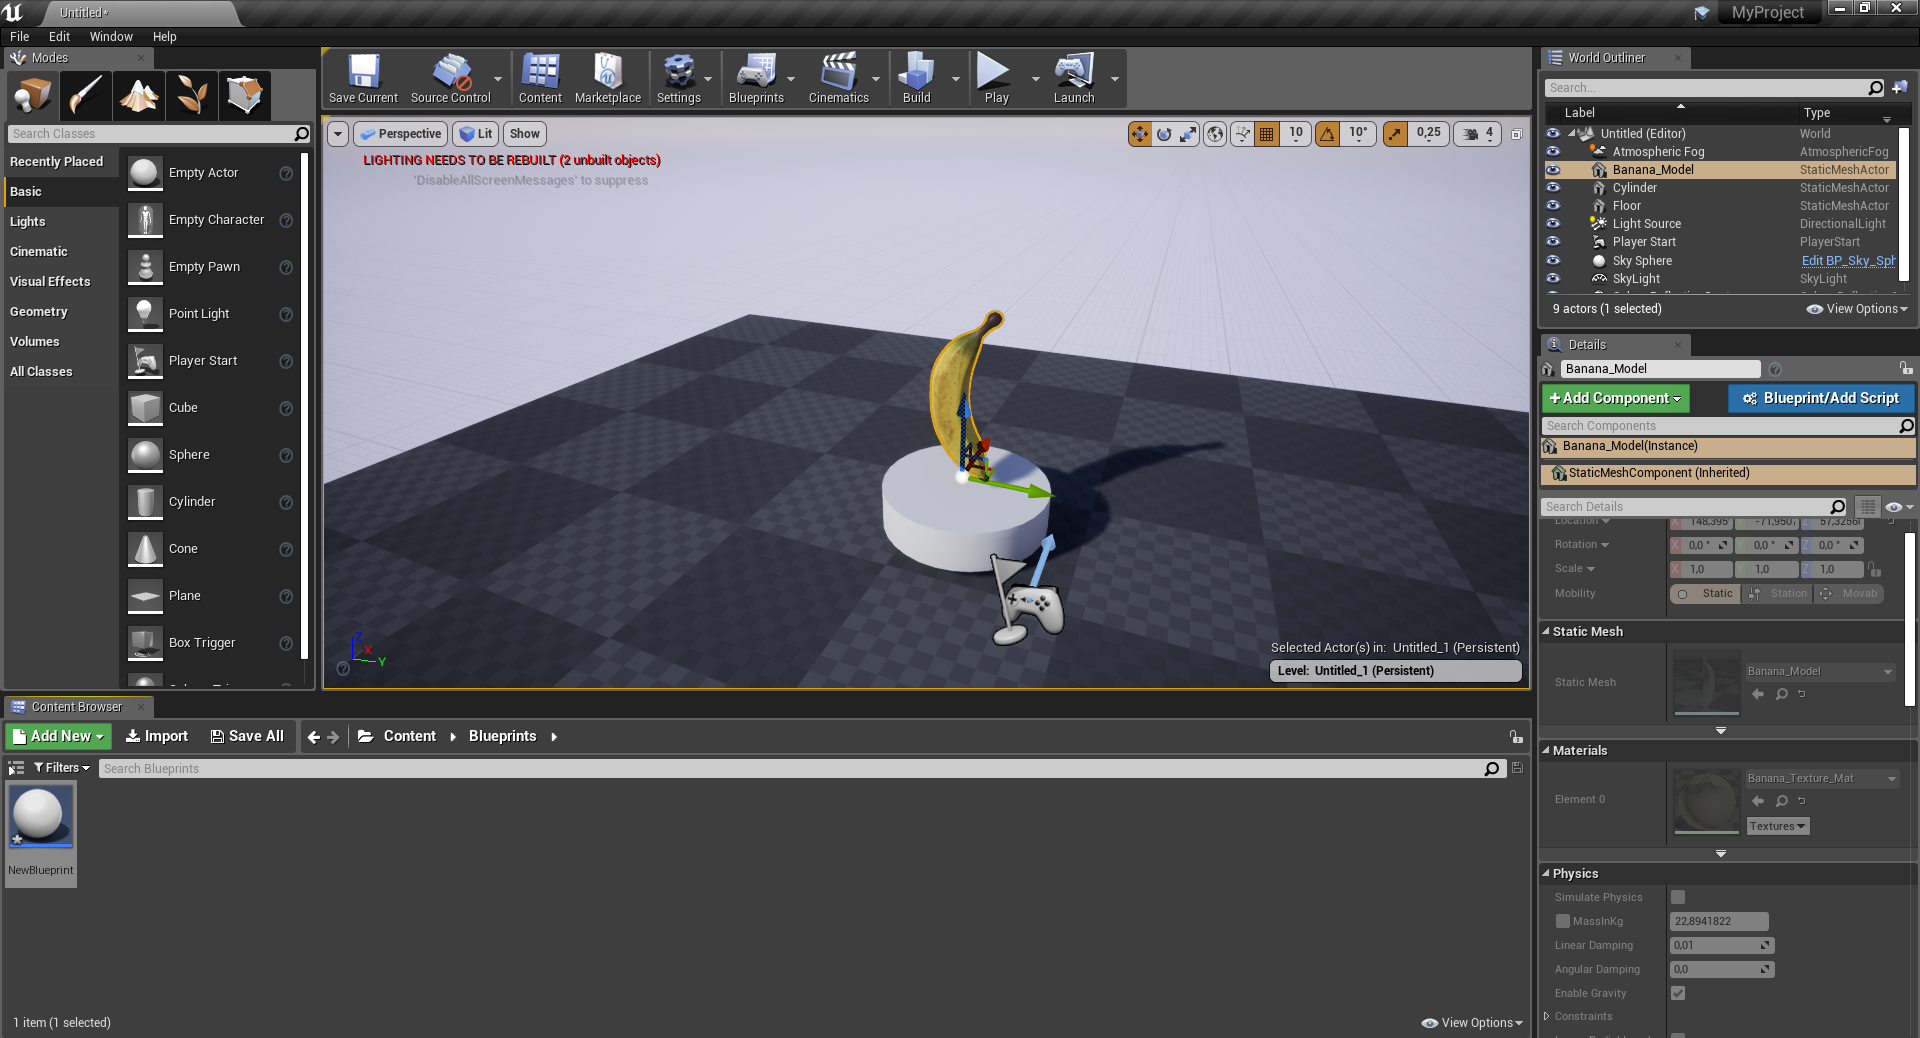 Untitled*
MyProject
File Edit Window Help
Modes
Search Classes
Recently Placed
Basic
Lights
Cinematic
Visual Effects
Geometry
Volumes
All Classes
Empty Actor
Empty Character
Empty Pawn
Point Light
Player Start
Cube
Sphere
Cylinder
Cone
Plane
Box Trigger
Save Current Source Control Content Marketplace Settings Blueprints Cinematics Build Play Launch
Perspective Lit Show 10 10° 0,25 4
LIGHTING NEEDS TO BE REBUILT (2 unbuilt objects)
'DisableAllScreenMessages' to suppress
Z
X
Y
Selected Actor(s) in: Untitled_1 (Persistent)
Level: Untitled_1 (Persistent)
World Outliner
Search...
Label Type
Untitled (Editor) World
Atmospheric Fog AtmosphericFog
Banana_Model StaticMeshActor
Cylinder StaticMeshActor
Floor StaticMeshActor
Light Source DirectionalLight
Player Start PlayerStart
Sky Sphere Edit BP_Sky_Sph
SkyLight SkyLight
9 actors (1 selected) View Options
Details
Banana_Model
Add Component Blueprint/Add Script
Search Components
Banana_Model(Instance)
StaticMeshComponent (Inherited)
Search Details
Location X 148,395 Y -71,950 Z 57,3256
Rotation X 0,0 ° Y 0,0 ° Z 0,0 °
Scale X 1,0 Y 1,0 Z 1,0
Mobility Static Station Movab
Static Mesh
Static Mesh Banana_Model
Materials
Element 0 Banana_Texture_Mat
Textures
Physics
Simulate Physics
MassInKg 22,8941822
Linear Damping 0,01
Angular Damping 0,0
Enable Gravity
Constraints
Content Browser
Add New Import Save All Content Blueprints
Filters Search Blueprints
NewBlueprint
1 item (1 selected) View Options